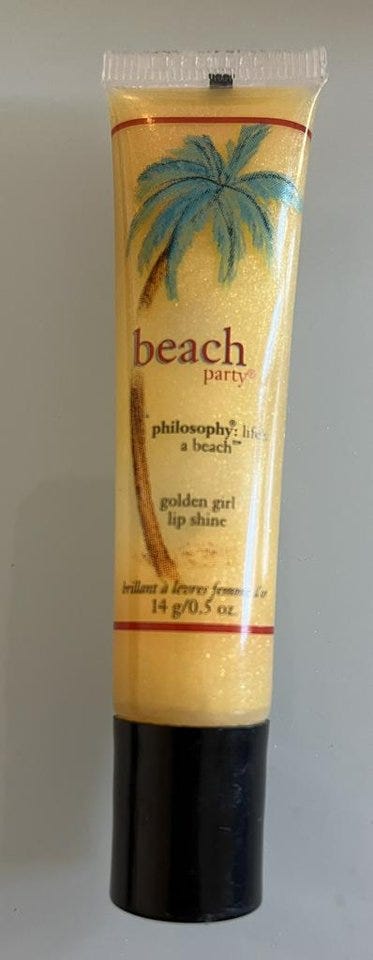 beach
party®
philosophy®: life's
a beach™
golden girl
lip shine
brillant à lèvres femme d'or
14 g/0.5 oz.